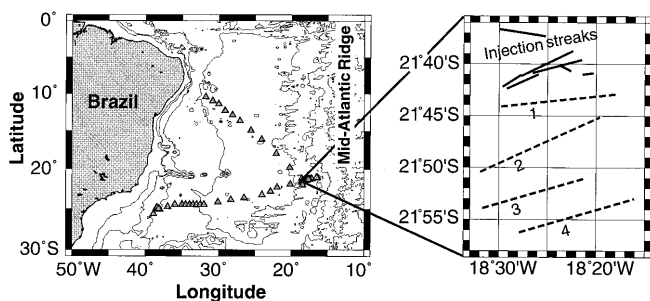 0°
10°
20°
30°S
Latitude
Brazil
Mid-Atlantic Ridge
50°W
40°
30°
20°
10°
Longitude
Injection streaks
21°40'S
21°45'S
21°50'S
21°55'S
1
2
3
4
18°30'W
18°20'W